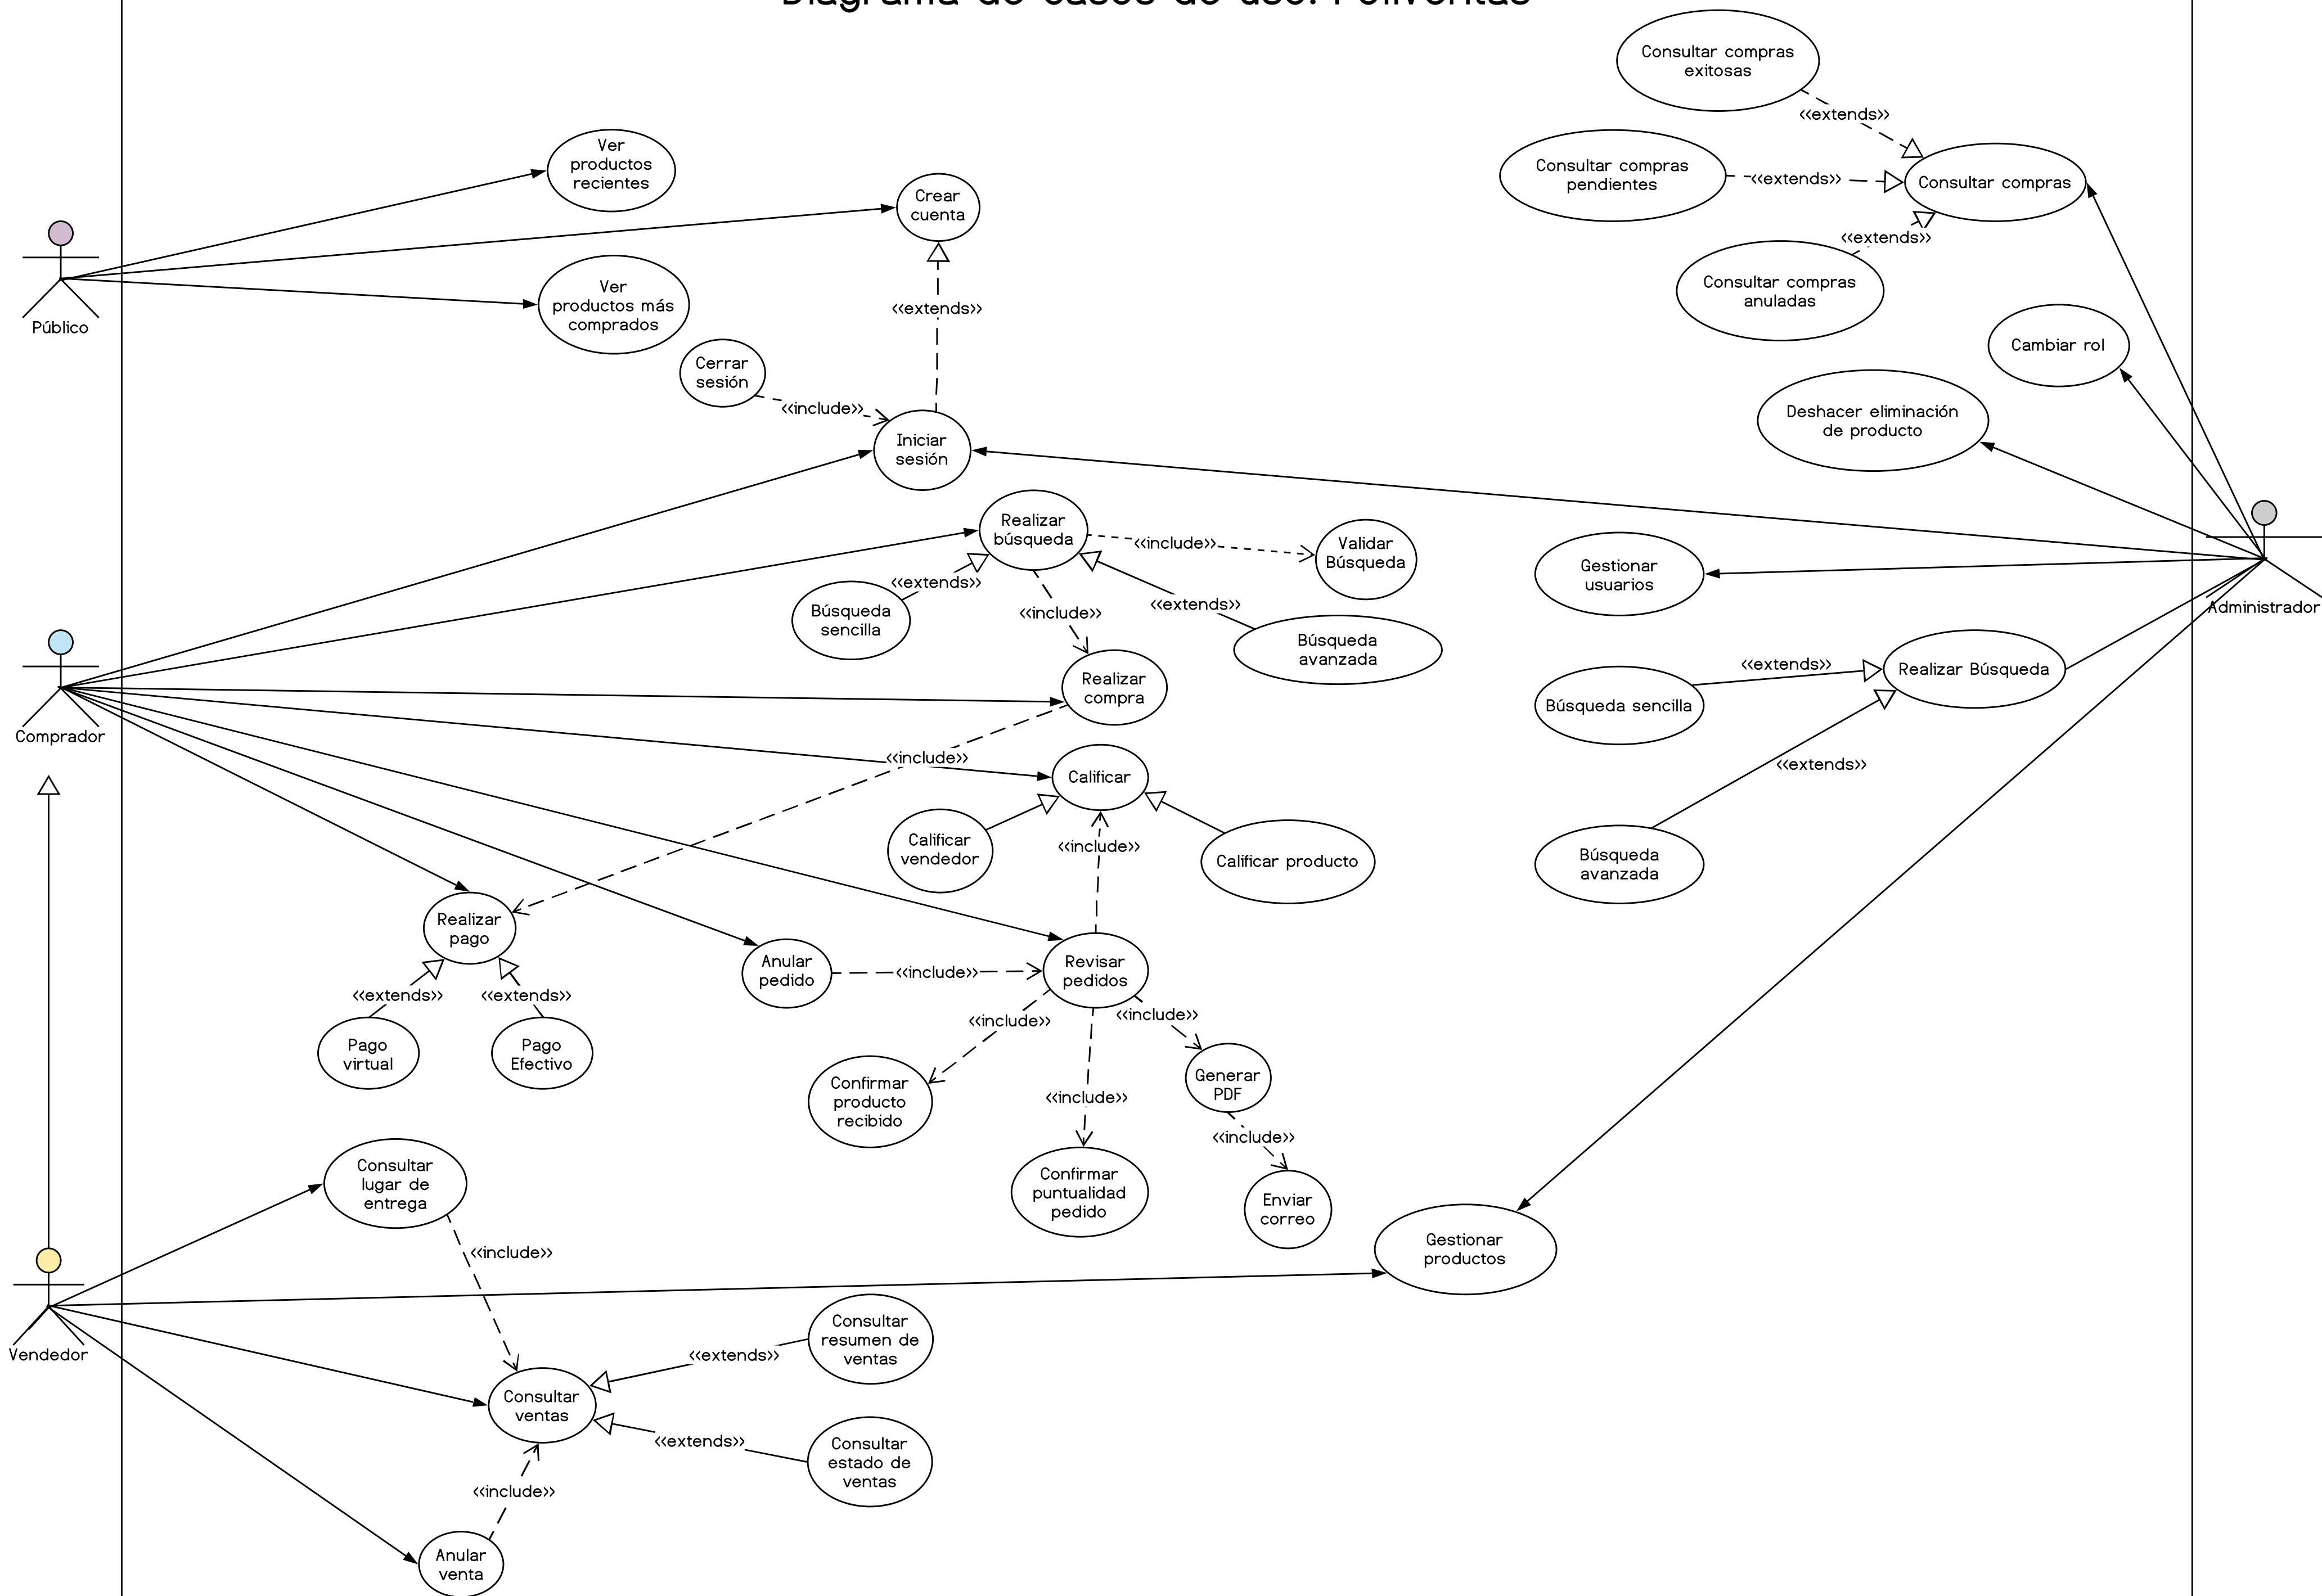 Diagrama de casos de uso: Poliventas
Consultar compras
exitosas
<<extends>>
Ver
productos
recientes
Consultar compras
pendientes
<<extends>>
Consultar compras
Crear
cuenta
<<extends>>
Consultar compras
anuladas
Público
Ver
productos más
comprados
<<extends>>
Cambiar rol
Cerrar
sesión
<<include>>
Deshacer eliminación
de producto
Iniciar
sesión
Realizar
búsqueda
<<include>>
Validar
Búsqueda
Gestionar
usuarios
<<extends>>
Búsqueda
sencilla
<<include>>
<<extends>>
Administrador
Búsqueda
avanzada
<<extends>>
Realizar Búsqueda
Realizar
compra
Búsqueda sencilla
Comprador
<<include>>
<<extends>>
Calificar
Calificar
vendedor
<<include>>
Calificar producto
Búsqueda
avanzada
Realizar
pago
Anular
pedido
<<include>>
Revisar
pedidos
<<extends>>
<<extends>>
<<include>>
<<include>>
Pago
virtual
Pago
Efectivo
Confirmar
producto
recibido
<<include>>
Generar
PDF
<<include>>
Consultar
lugar de
entrega
Confirmar
puntualidad
pedido
Enviar
correo
<<include>>
Gestionar
productos
Vendedor
Consultar
resumen de
ventas
<<extends>>
Consultar
ventas
<<extends>>
Consultar
estado de
ventas
<<include>>
Anular
venta